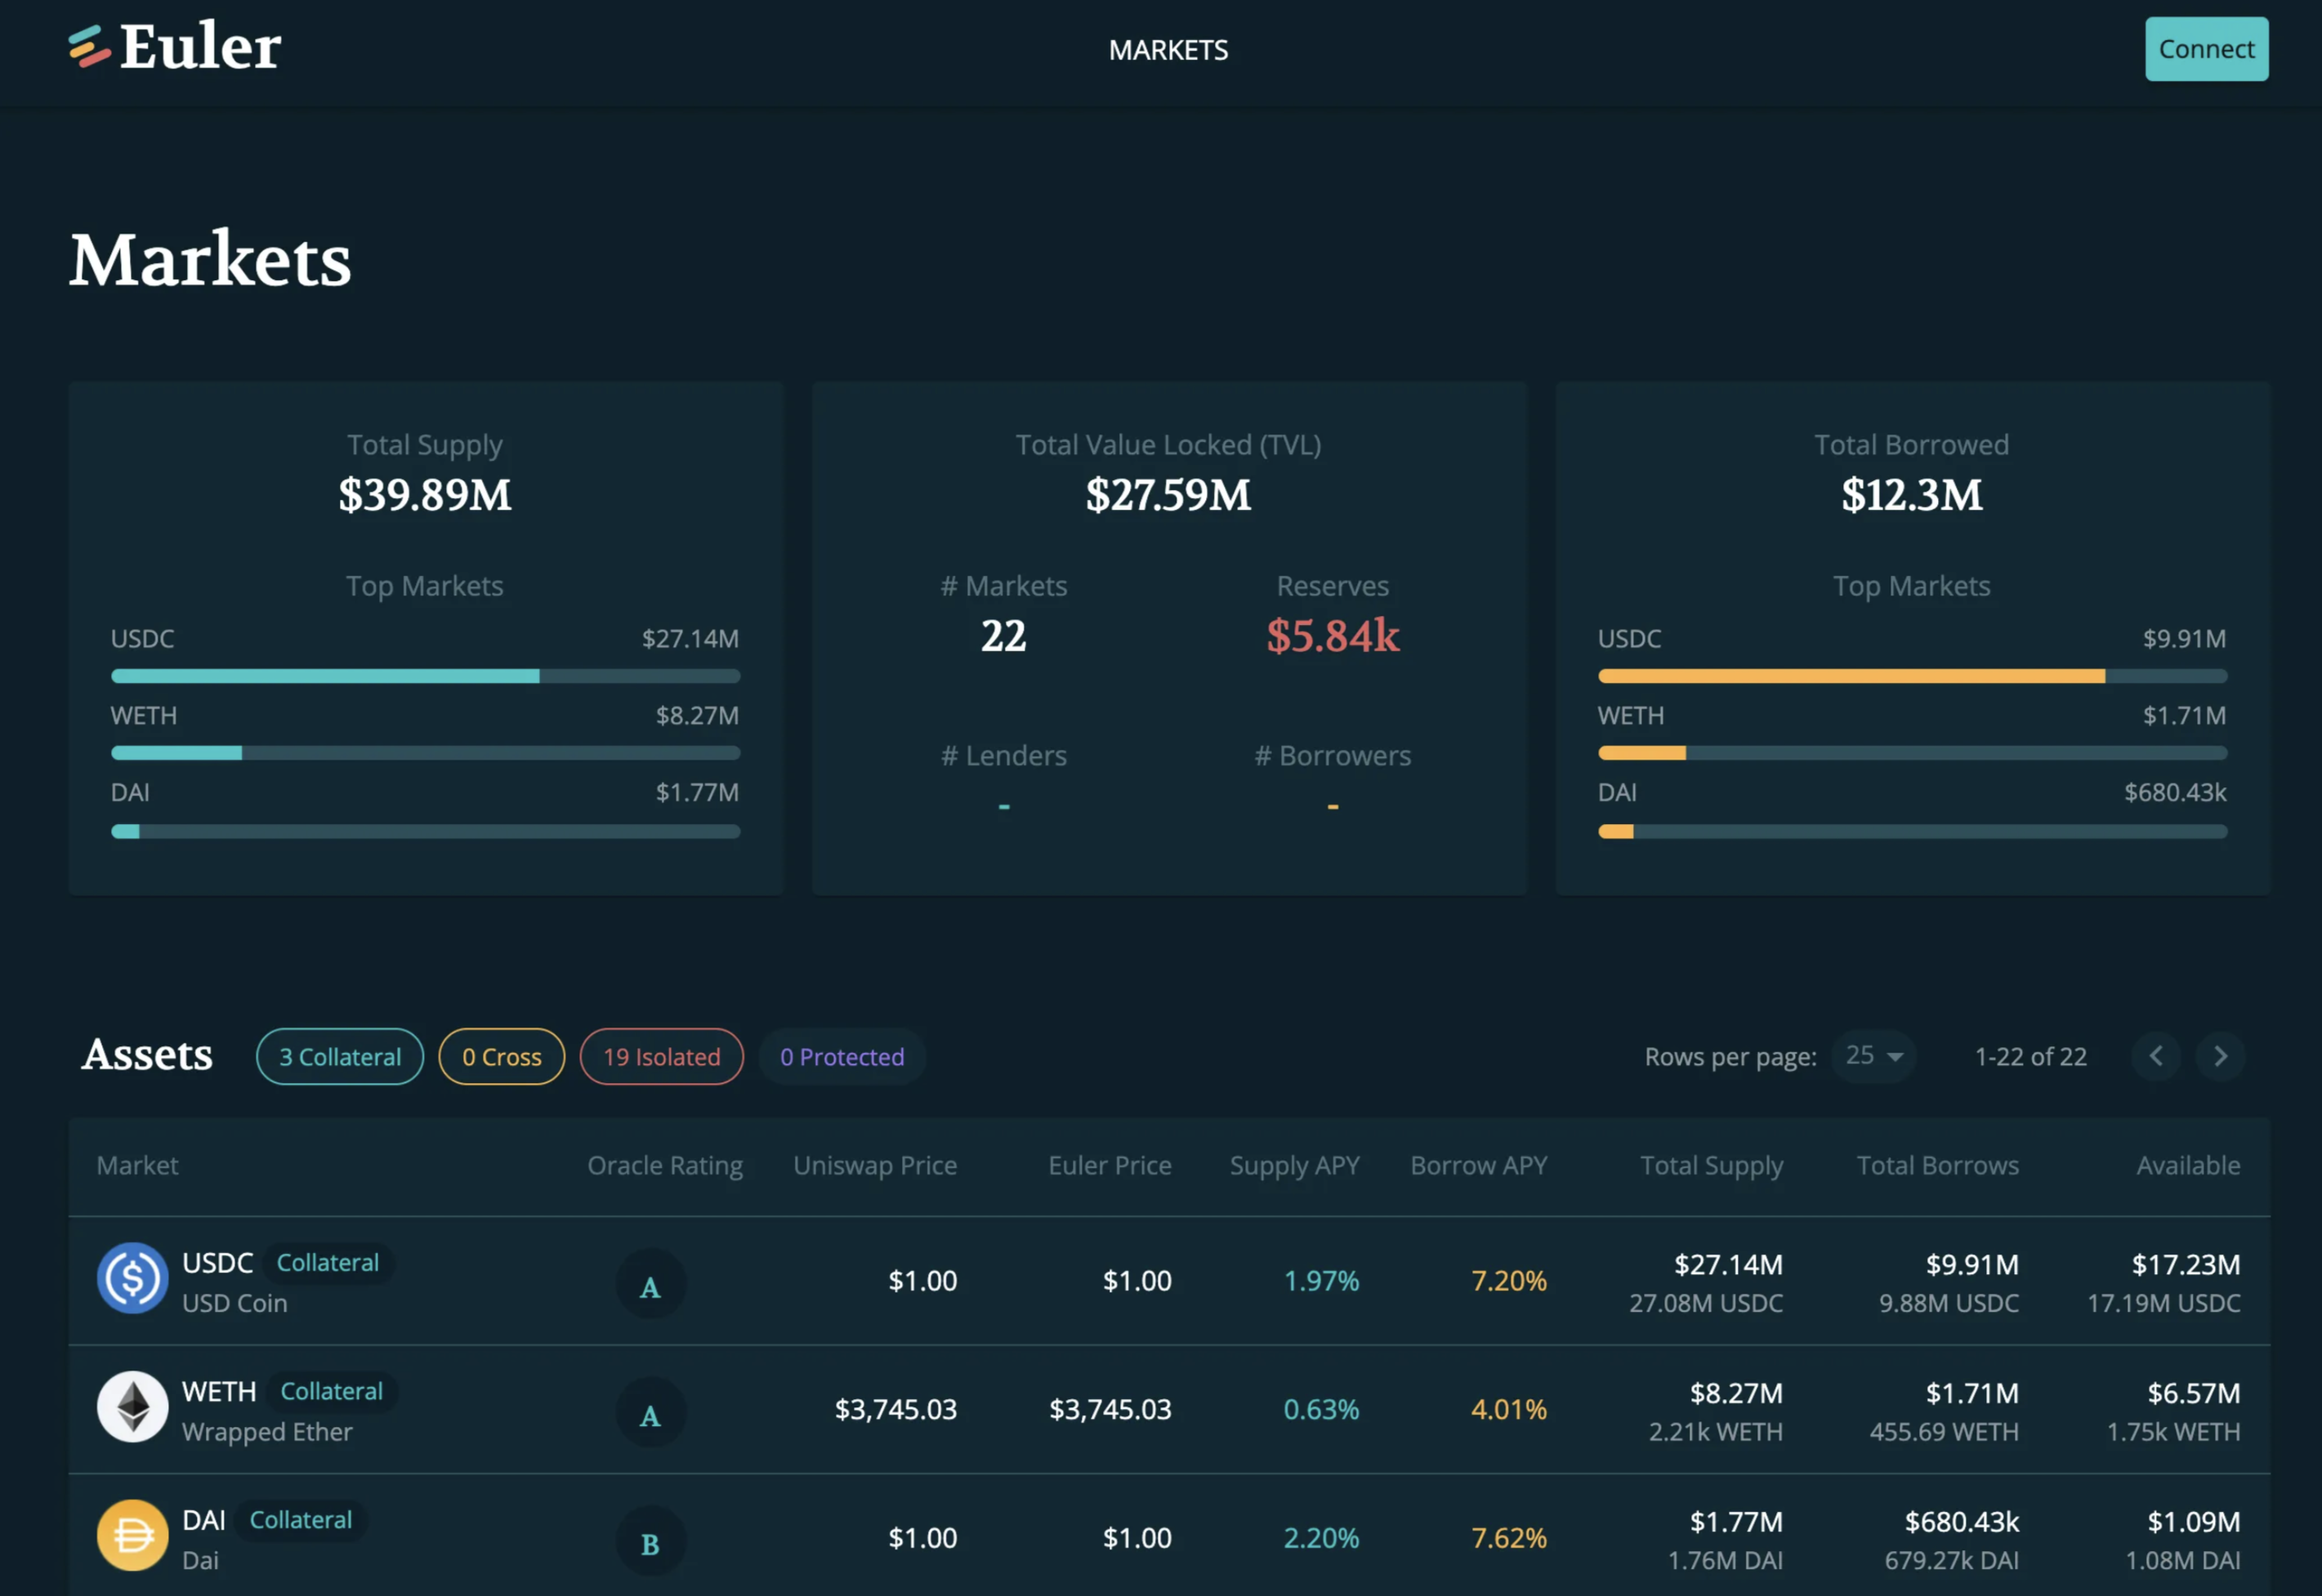 Euler
MARKETS
Connect
Markets
Total Supply
$39.89M
Top Markets
USDC $27.14M
WETH $8.27M
DAI $1.77M
Total Value Locked (TVL)
$27.59M
# Markets Reserves
22 $5.84k
# Lenders # Borrowers
- -
Total Borrowed
$12.3M
Top Markets
USDC $9.91M
WETH $1.71M
DAI $680.43k
Assets 3 Collateral 0 Cross 19 Isolated 0 Protected Rows per page: 25 1-22 of 22
Market Oracle Rating Uniswap Price Euler Price Supply APY Borrow APY Total Supply Total Borrows Available
USDC Collateral A $1.00 $1.00 1.97% 7.20% $27.14M $9.91M $17.23M
USD Coin 27.08M USDC 9.88M USDC 17.19M USDC
WETH Collateral A $3,745.03 $3,745.03 0.63% 4.01% $8.27M $1.71M $6.57M
Wrapped Ether 2.21k WETH 455.69 WETH 1.75k WETH
DAI Collateral B $1.00 $1.00 2.20% 7.62% $1.77M $680.43k $1.09M
Dai 1.76M DAI 679.27k DAI 1.08M DAI